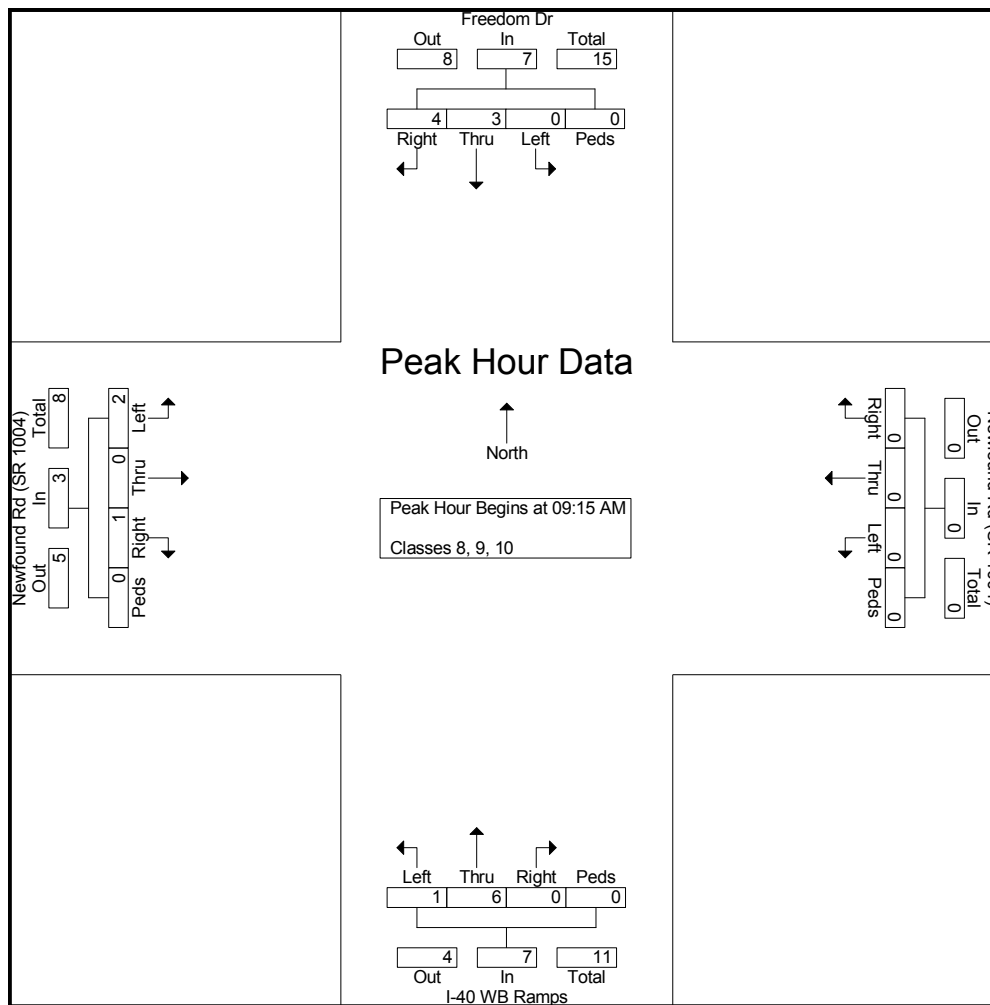 Freedom Dr
Out In Total
8 7 15
4 3 0 0
Right Thru Left Peds
Peak Hour Data
North
Peak Hour Begins at 09:15 AM
Classes 8, 9, 10
Newfound Rd (SR 1004)
Out In Total
5 3 8
Left Thru Right Peds
2 0 1 0
Right Thru Left Peds
0 0 0 0
Out In Total
0 0 0
Left Thru Right Peds
1 6 0 0
4 7 11
Out In Total
I-40 WB Ramps